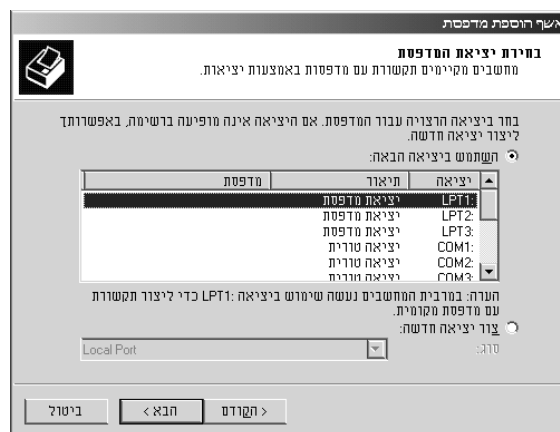 אשף הוספת מדפסת
בחירת יציאת המדפסת
מחשבים מקיימים תקשורת עם מדפסות באמצעות יציאות.
בחר ביציאה הרצויה עבור המדפסת. אם היציאה אינה מופיעה ברשימה, באפשרותך
ליצור יציאה חדשה.
השתמש ביציאה הבאה:
יציאה תיאור מדפסת
LPT1: יציאת מדפסת
LPT2: יציאת מדפסת
LPT3: יציאת מדפסת
COM1: יציאה טורית
COM2: יציאה טורית
COM3: יציאה טורית
הערה: במרבית המחשבים נעשה שימוש ביציאה LPT1: כדי ליצור תקשורת
עם מדפסת מקומית.
צור יציאה חדשה:
סוג: Local Port
< הקודם הבא > ביטול